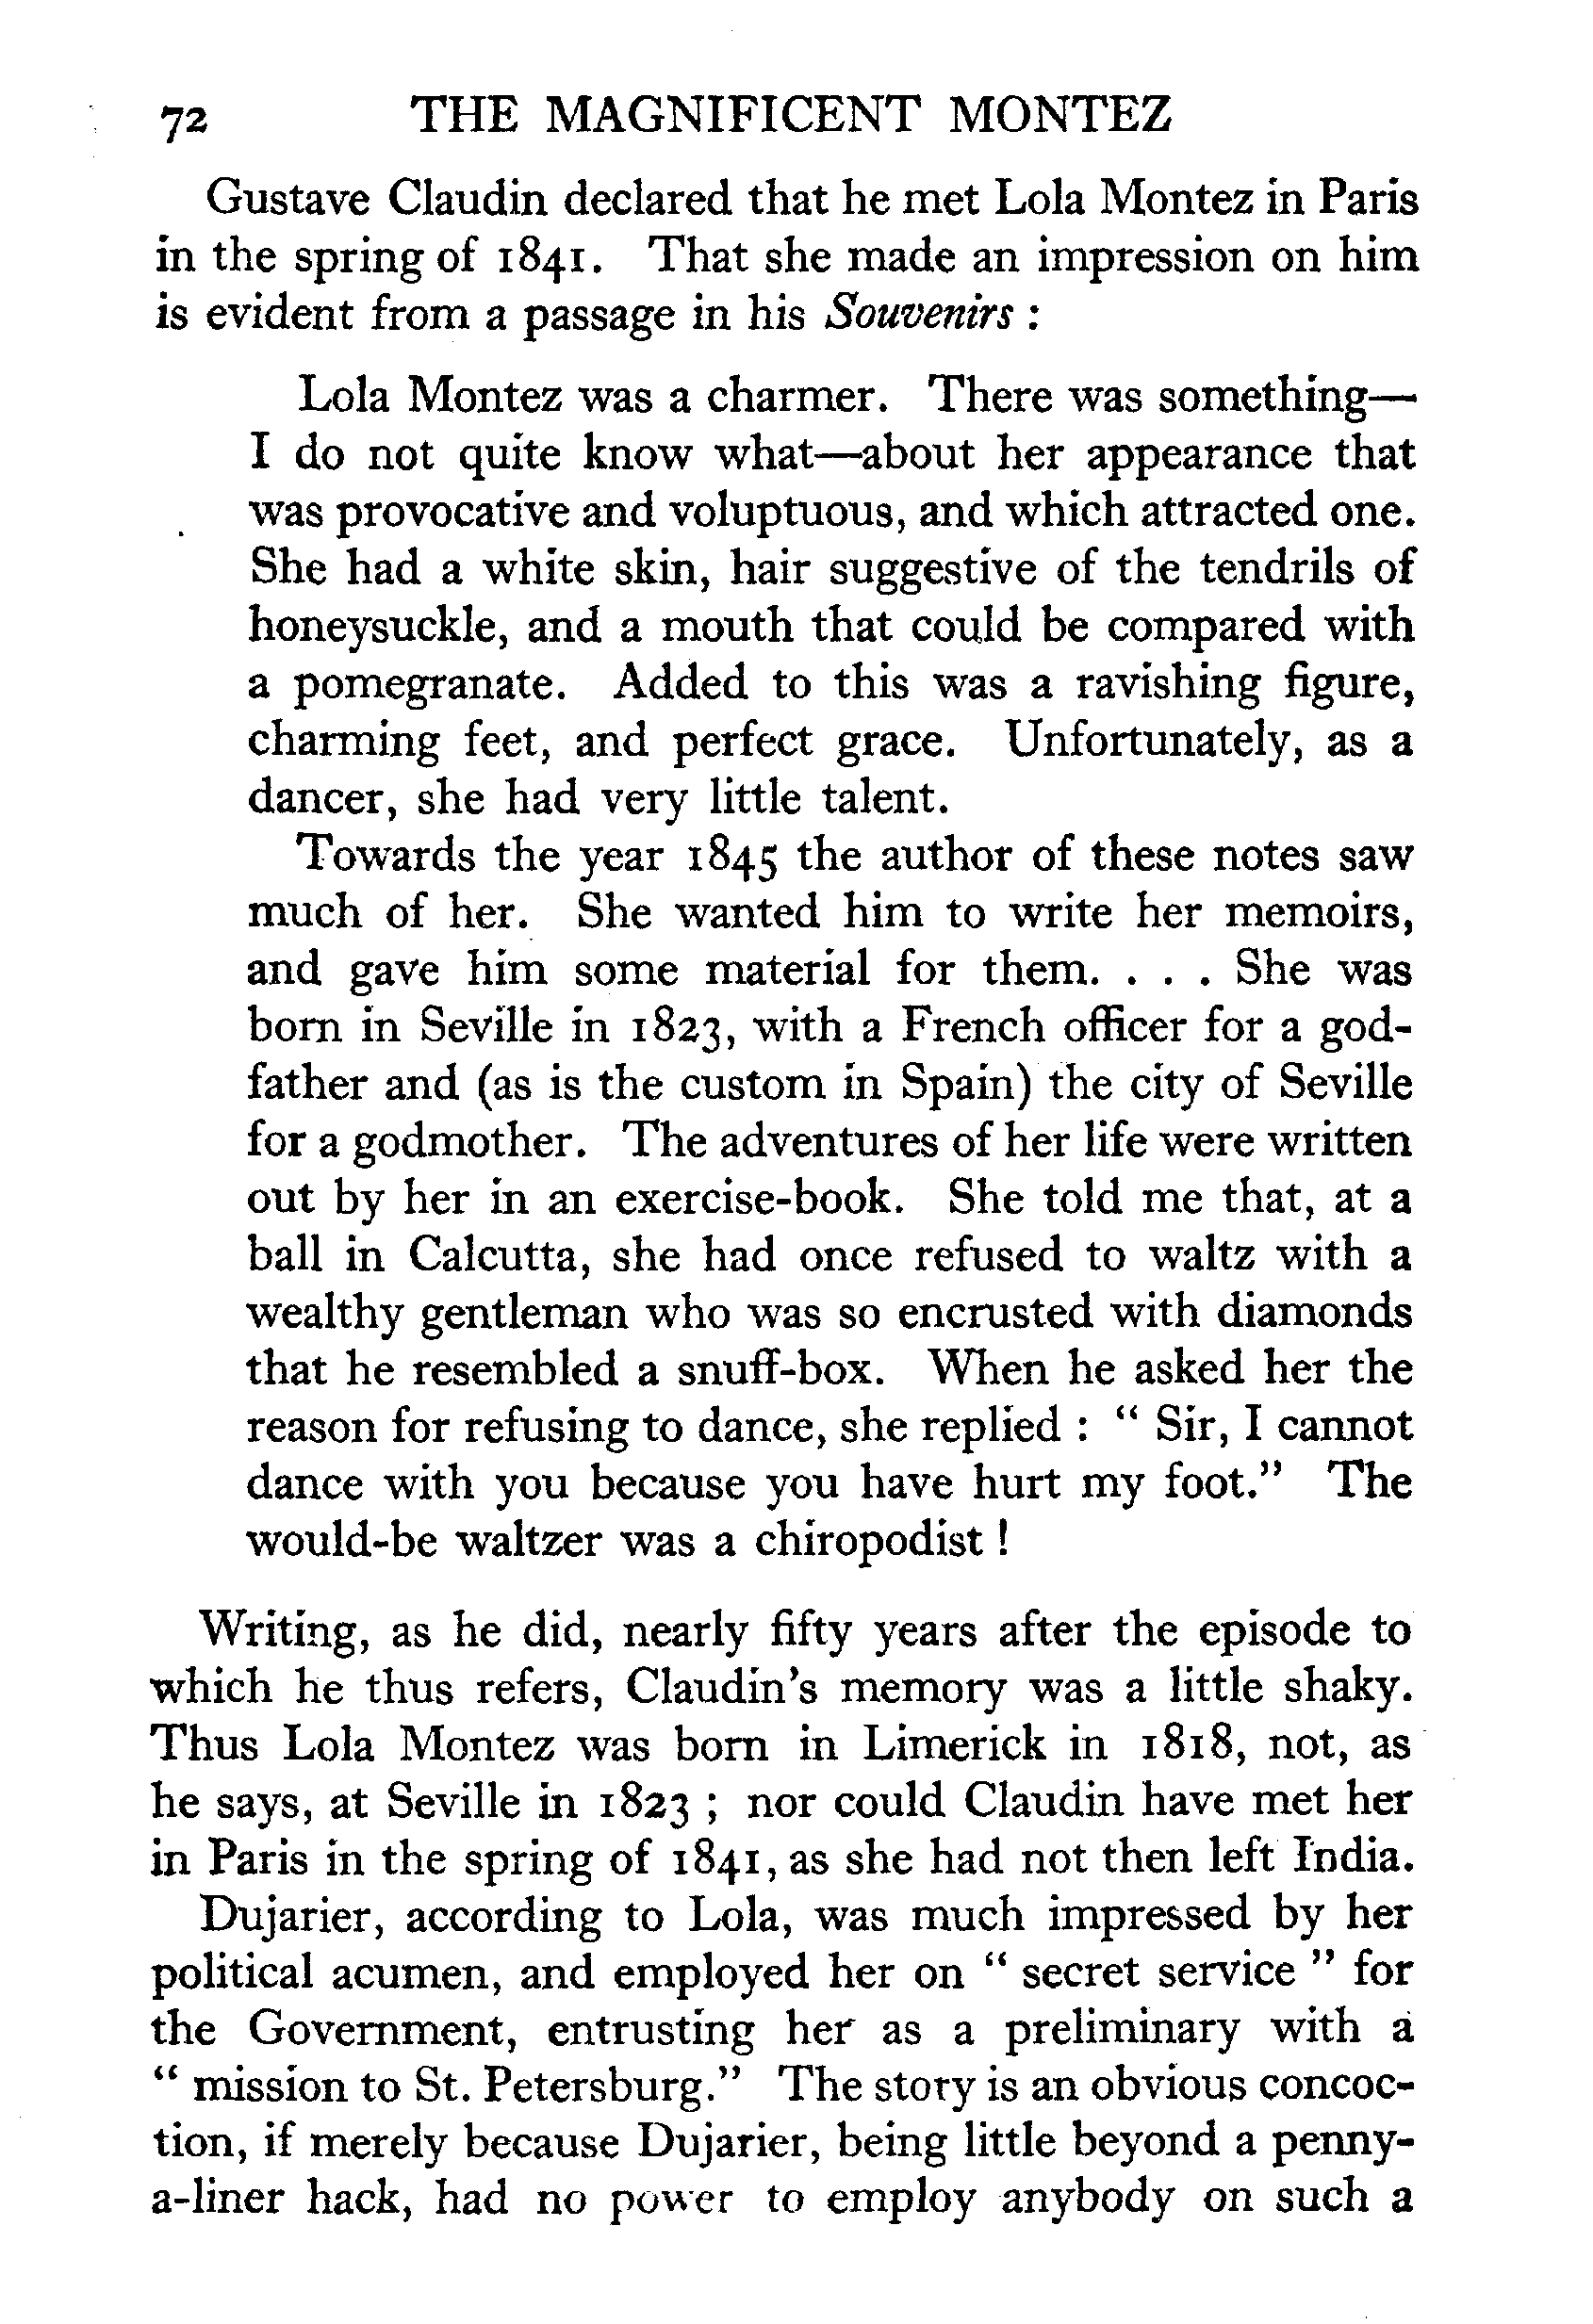 72 THE MAGNIFICENT MONTEZ
Gustave Claudin declared that he met Lola Montez in Paris
in the spring of 1841. That she made an impression on him
is evident from a passage in his Souvenirs :
Lola Montez was a charmer. There was something—
I do not quite know what—about her appearance that
was provocative and voluptuous, and which attracted one.
She had a white skin, hair suggestive of the tendrils of
honeysuckle, and a mouth that could be compared with
a pomegranate. Added to this was a ravishing figure,
charming feet, and perfect grace. Unfortunately, as a
dancer, she had very little talent.
Towards the year 1845 the author of these notes saw
much of her. She wanted him to write her memoirs,
and gave him some material for them. . . . She was
born in Seville in 1823, with a French officer for a god-
father and (as is the custom in Spain) the city of Seville
for a godmother. The adventures of her life were written
out by her in an exercise-book. She told me that, at a
ball in Calcutta, she had once refused to waltz with a
wealthy gentleman who was so encrusted with diamonds
that he resembled a snuff-box. When he asked her the
reason for refusing to dance, she replied : “ Sir, I cannot
dance with you because you have hurt my foot.” The
would-be waltzer was a chiropodist !
Writing, as he did, nearly fifty years after the episode to
which he thus refers, Claudin's memory was a little shaky.
Thus Lola Montez was born in Limerick in 1818, not, as
he says, at Seville in 1823 ; nor could Claudin have met her
in Paris in the spring of 1841, as she had not then left India.
Dujarier, according to Lola, was much impressed by her
political acumen, and employed her on “ secret service ” for
the Government, entrusting her as a preliminary with a
“ mission to St. Petersburg.” The story is an obvious concoc-
tion, if merely because Dujarier, being little beyond a penny-
a-liner hack, had no power to employ anybody on such a